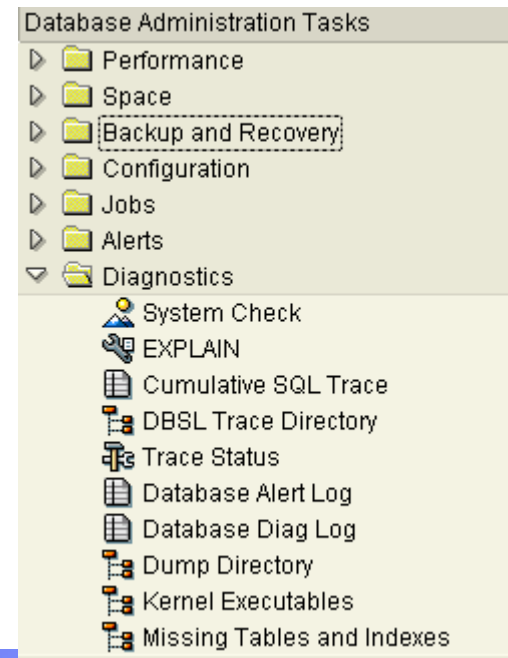 Database Administration Tasks
Performance
Space
Backup and Recovery
Configuration
Jobs
Alerts
Diagnostics
System Check
EXPLAIN
Cumulative SQL Trace
DBSL Trace Directory
Trace Status
Database Alert Log
Database Diag Log
Dump Directory
Kernel Executables
Missing Tables and Indexes